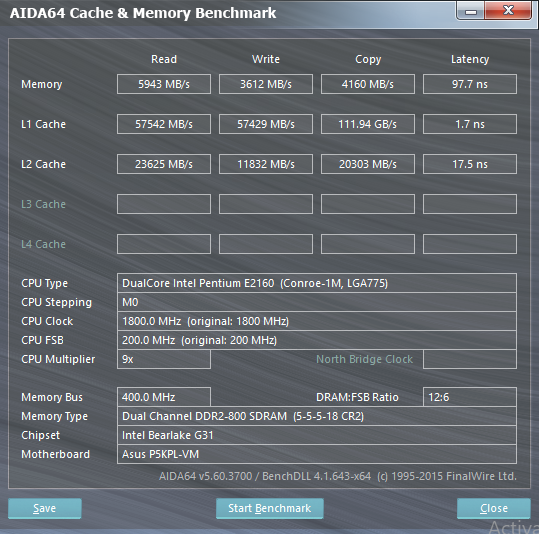 AIDA64 Cache & Memory Benchmark
Read Write Copy Latency
Memory 5943 MB/s 3612 MB/s 4160 MB/s 97.7 ns
L1 Cache 57542 MB/s 57429 MB/s 111.94 GB/s 1.7 ns
L2 Cache 23625 MB/s 11832 MB/s 20303 MB/s 17.5 ns
L3 Cache
L4 Cache
CPU Type DualCore Intel Pentium E2160 (Conroe-1M, LGA775)
CPU Stepping M0
CPU Clock 1800.0 MHz (original: 1800 MHz)
CPU FSB 200.0 MHz (original: 200 MHz)
CPU Multiplier 9x North Bridge Clock
Memory Bus 400.0 MHz DRAM:FSB Ratio 12:6
Memory Type Dual Channel DDR2-800 SDRAM (5-5-5-18 CR2)
Chipset Intel Bearlake G31
Motherboard Asus P5KPL-VM
AIDA64 v5.60.3700 / BenchDLL 4.1.643-x64 (c) 1995-2015 FinalWire Ltd.
Save Start Benchmark Close
Activa